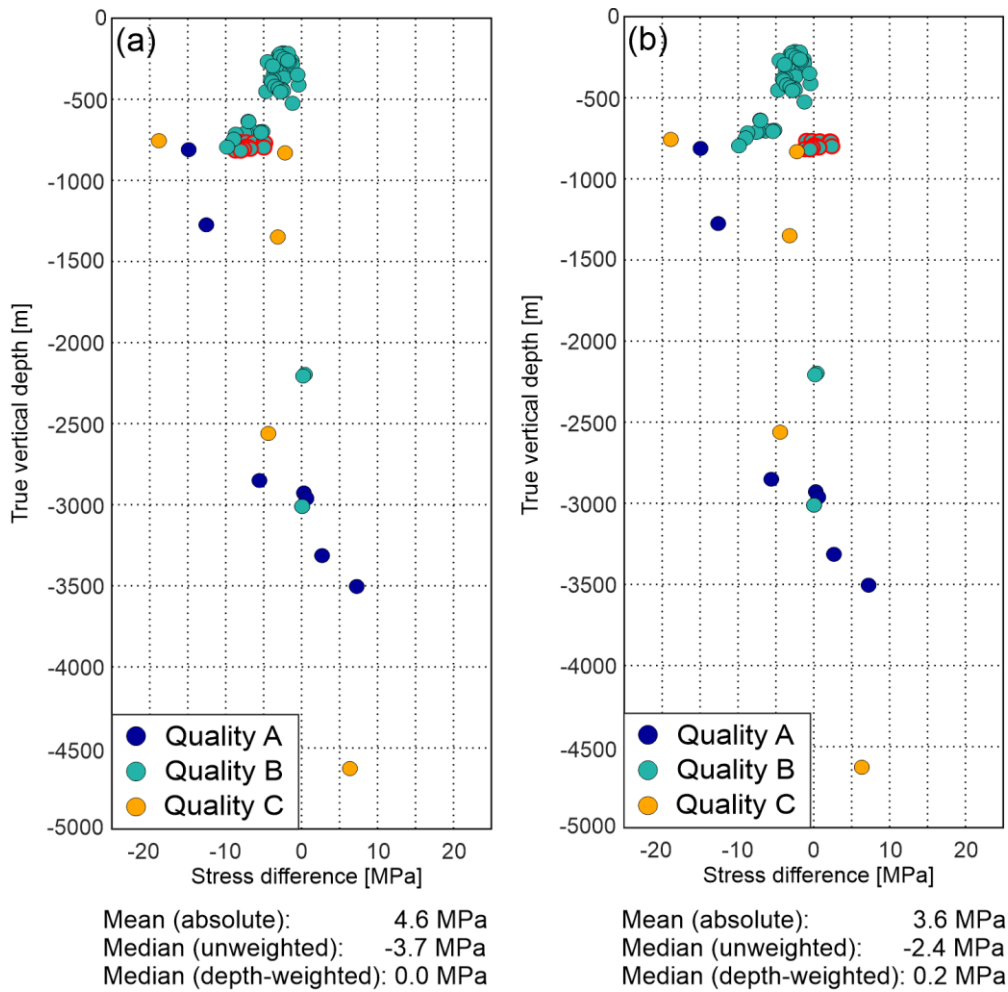 (a)
0
-500
-1000
-1500
-2000
-2500
-3000
-3500
-4000
-4500
-5000
True vertical depth [m]
Quality A
Quality B
Quality C
-20 -10 0 10 20
Stress difference [MPa]
Mean (absolute): 4.6 MPa
Median (unweighted): -3.7 MPa
Median (depth-weighted): 0.0 MPa
(b)
0
-500
-1000
-1500
-2000
-2500
-3000
-3500
-4000
-4500
-5000
True vertical depth [m]
Quality A
Quality B
Quality C
-20 -10 0 10 20
Stress difference [MPa]
Mean (absolute): 3.6 MPa
Median (unweighted): -2.4 MPa
Median (depth-weighted): 0.2 MPa